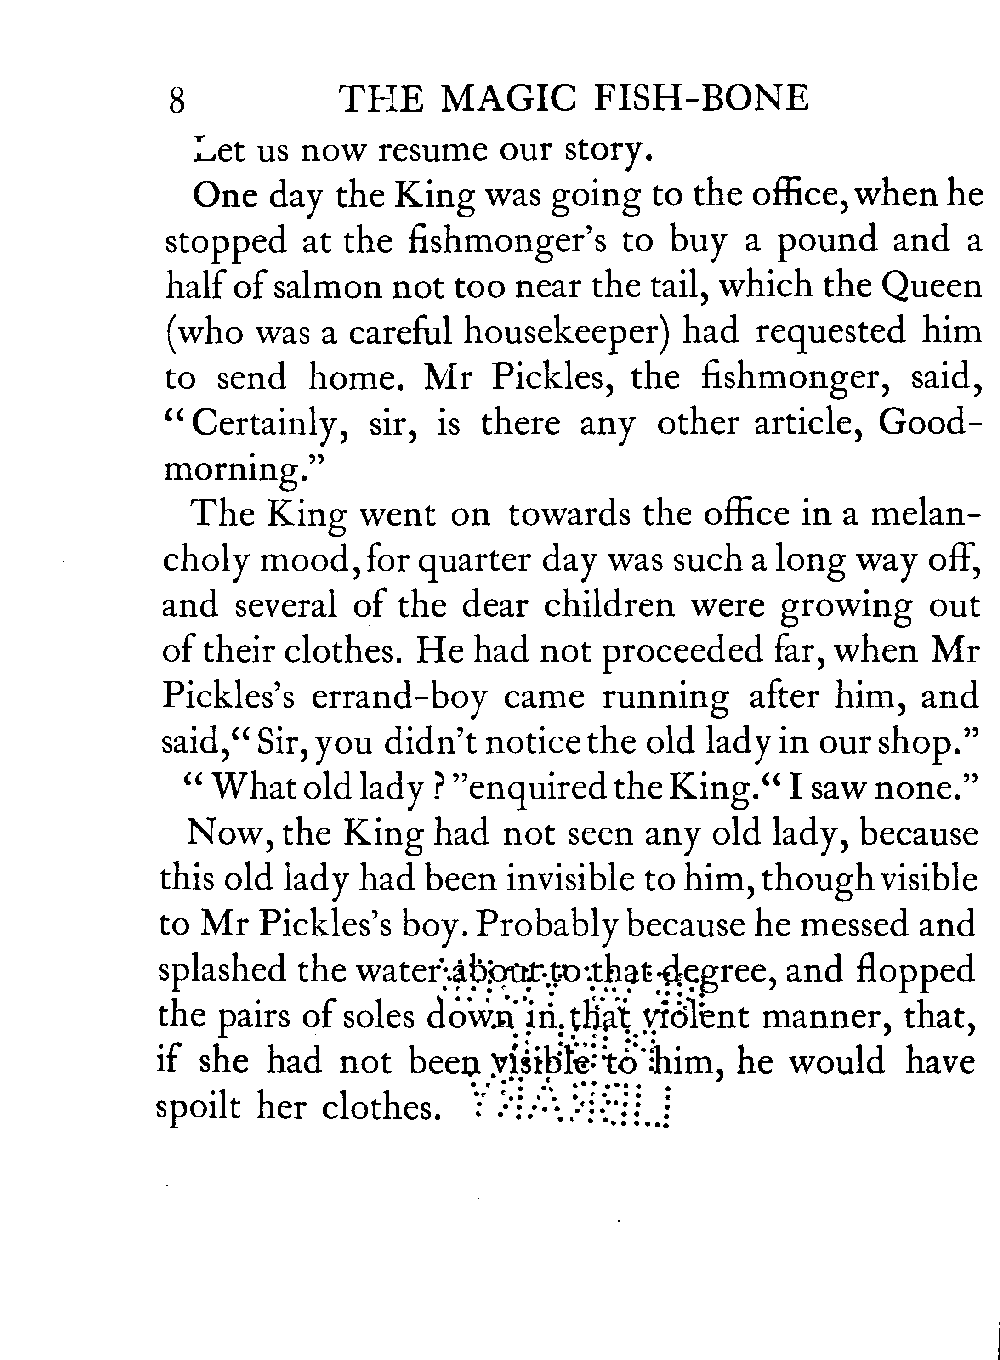 8 THE MAGIC FISH-BONE
Let us now resume our story.
One day the King was going to the office, when he
stopped at the fishmonger's to buy a pound and a
half of salmon not too near the tail, which the Queen
(who was a careful housekeeper) had requested him
to send home. Mr Pickles, the fishmonger, said,
“Certainly, sir, is there any other article, Good-
morning.”
The King went on towards the office in a melan-
choly mood, for quarter day was such a long way off,
and several of the dear children were growing out
of their clothes. He had not proceeded far, when Mr
Pickles's errand-boy came running after him, and
said, “Sir, you didn't notice the old lady in our shop.”
“What old lady?” enquired the King. “I saw none.”
Now, the King had not seen any old lady, because
this old lady had been invisible to him, though visible
to Mr Pickles's boy. Probably because he messed and
splashed the water about to that degree, and flopped
the pairs of soles down in that violent manner, that,
if she had not been visible to him, he would have
spoilt her clothes. LIBRARY